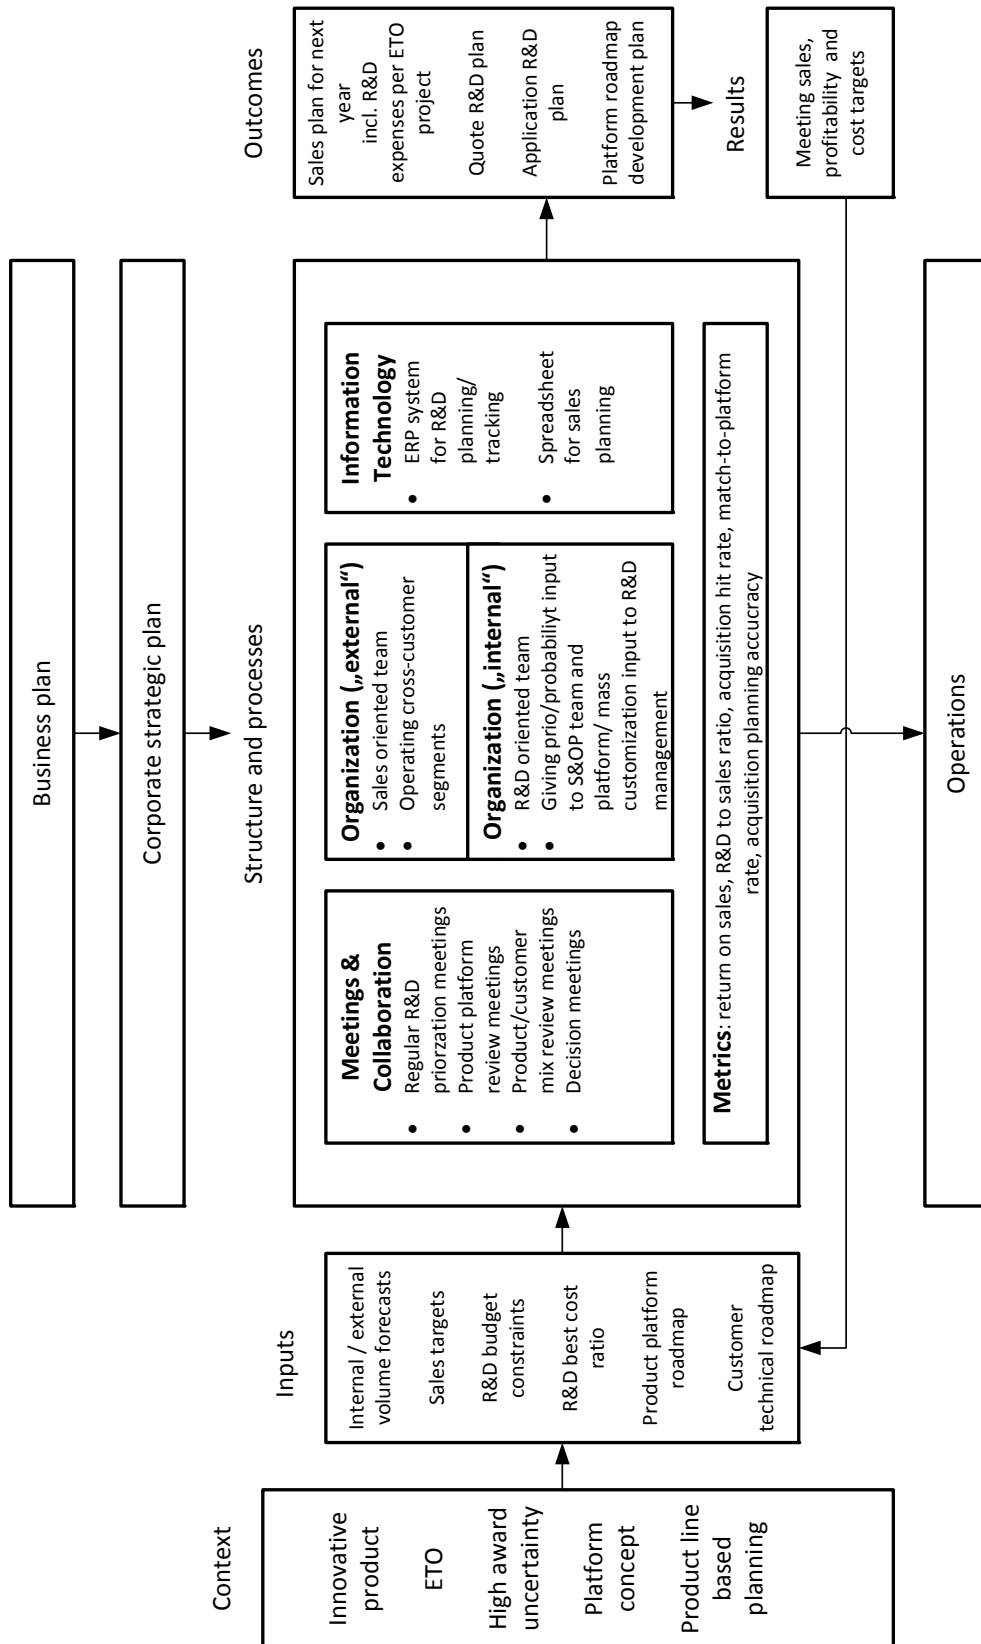 Business plan
Corporate strategic plan
Context
Innovative
product
ETO
High award
uncertainty
Platform
concept
Product line
based
planning
Inputs
Internal / external
volume forecasts
Sales targets
R&D budget
constraints
R&D best cost
ratio
Product platform
roadmap
Customer
technical roadmap
Structure and processes
Meetings &
Collaboration
• Regular R&D
priorzation meetings
• Product platform
review meetings
• Product/customer
mix review meetings
• Decision meetings
Organization („external“)
• Sales oriented team
• Operating cross-customer
segments
Organization („internal“)
• R&D oriented team
• Giving prio/probabiliyt input
to S&OP team and
platform/ mass
customization input to R&D
management
Information
Technology
• ERP system
for R&D
planning/
tracking
• Spreadsheet
for sales
planning
Metrics: return on sales, R&D to sales ratio, acquisition hit rate, match-to-platform
rate, acquisition planning accucracy
Outcomes
Sales plan for next
year
incl. R&D
expenses per ETO
project
Quote R&D plan
Application R&D
plan
Platform roadmap
development plan
Results
Meeting sales,
profitability and
cost targets
Operations